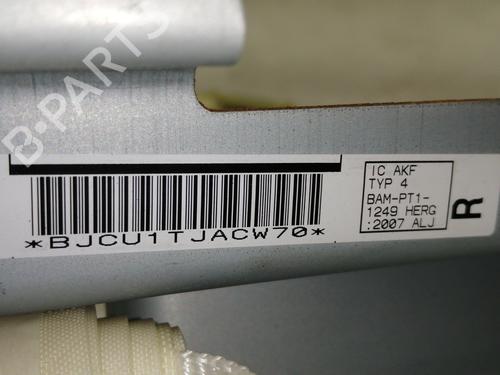 B-PARTS
*BJCU1TJACW70*
IC AKF
TYP 4
BAM-PT1-
1249 HERG
:2007 ALJ
R